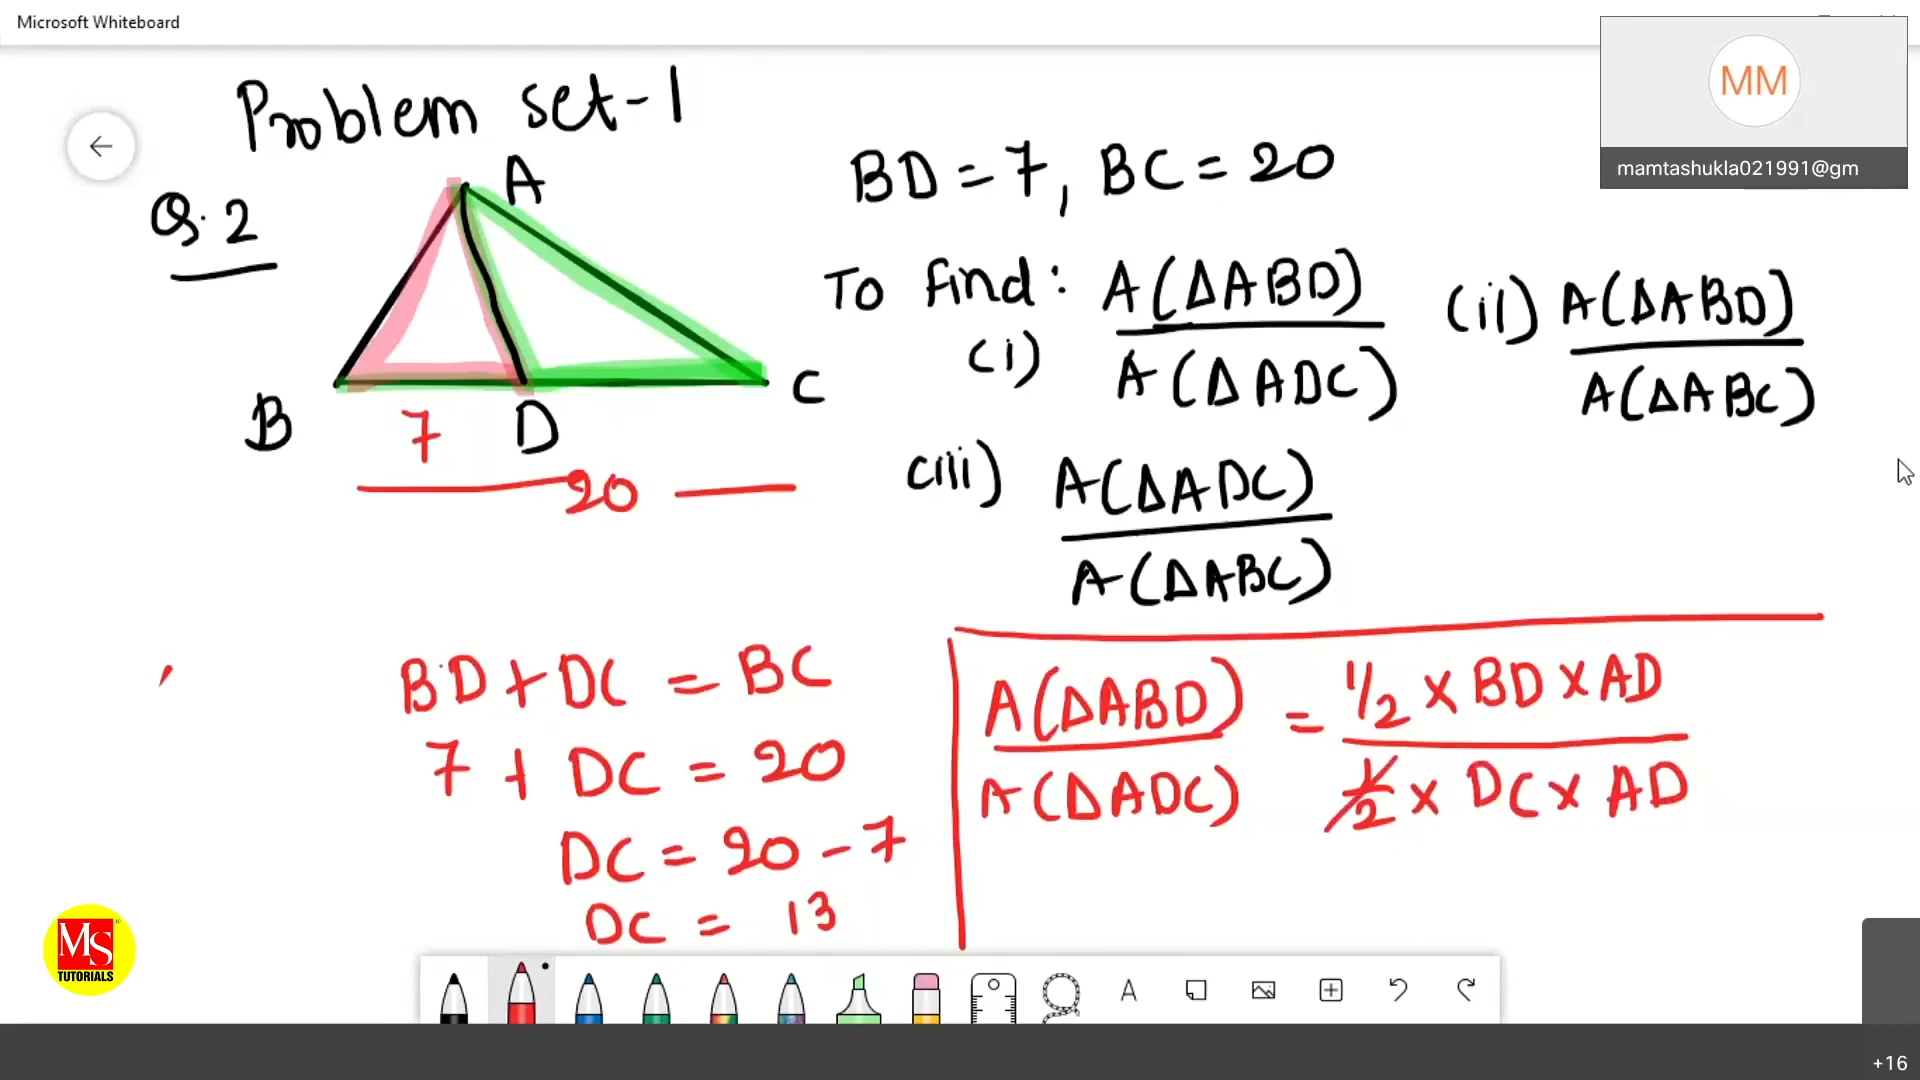 Microsoft Whiteboard
MM
mamtashukla021991@gm
Problem set-1
Q.2
A
B
D
C
7
20
BD = 7, BC = 20
To find: (i) A(ΔABD) / A(ΔADC) (ii) A(ΔABD) / A(ΔABC)
(iii) A(ΔADC) / A(ΔABC)
BD + DC = BC
7 + DC = 20
DC = 20 - 7
DC = 13
A(ΔABD) / A(ΔADC) = 1/2 × BD × AD / 1/2 × DC × AD
MS
TUTORIALS
A
+16